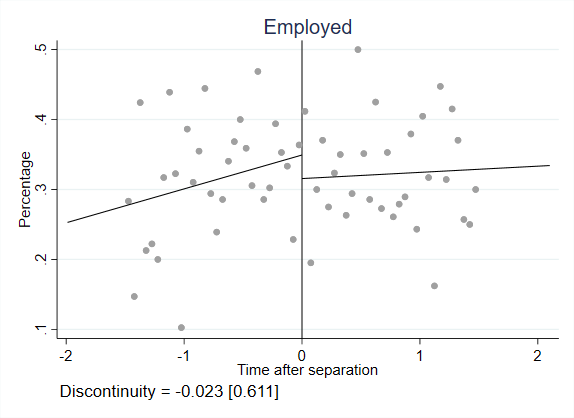 Employed
Percentage
.5
.4
.3
.2
.1
-2 -1 0 1 2
Time after separation
Discontinuity = -0.023 [0.611]